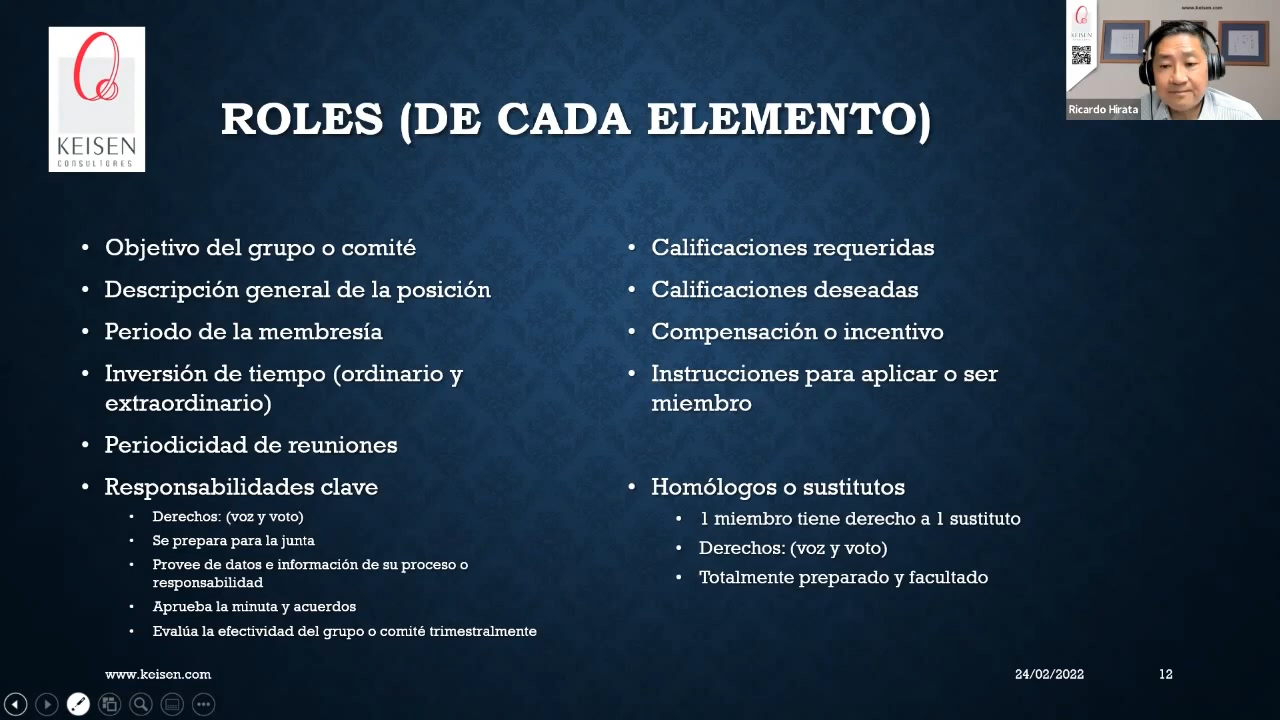 KEISEN
CONSULTORES
ROLES (DE CADA ELEMENTO)
www.keisen.com
KEISEN
Ricardo Hirata
• Objetivo del grupo o comité
• Descripción general de la posición
• Periodo de la membresía
• Inversión de tiempo (ordinario y
extraordinario)
• Periodicidad de reuniones
• Responsabilidades clave
• Derechos: (voz y voto)
• Se prepara para la junta
• Provee de datos e información de su proceso o
responsabilidad
• Aprueba la minuta y acuerdos
• Evalúa la efectividad del grupo o comité trimestralmente
• Calificaciones requeridas
• Calificaciones deseadas
• Compensación o incentivo
• Instrucciones para aplicar o ser
miembro
• Homólogos o sustitutos
• 1 miembro tiene derecho a 1 sustituto
• Derechos: (voz y voto)
• Totalmente preparado y facultado
www.keisen.com
24/02/2022
12